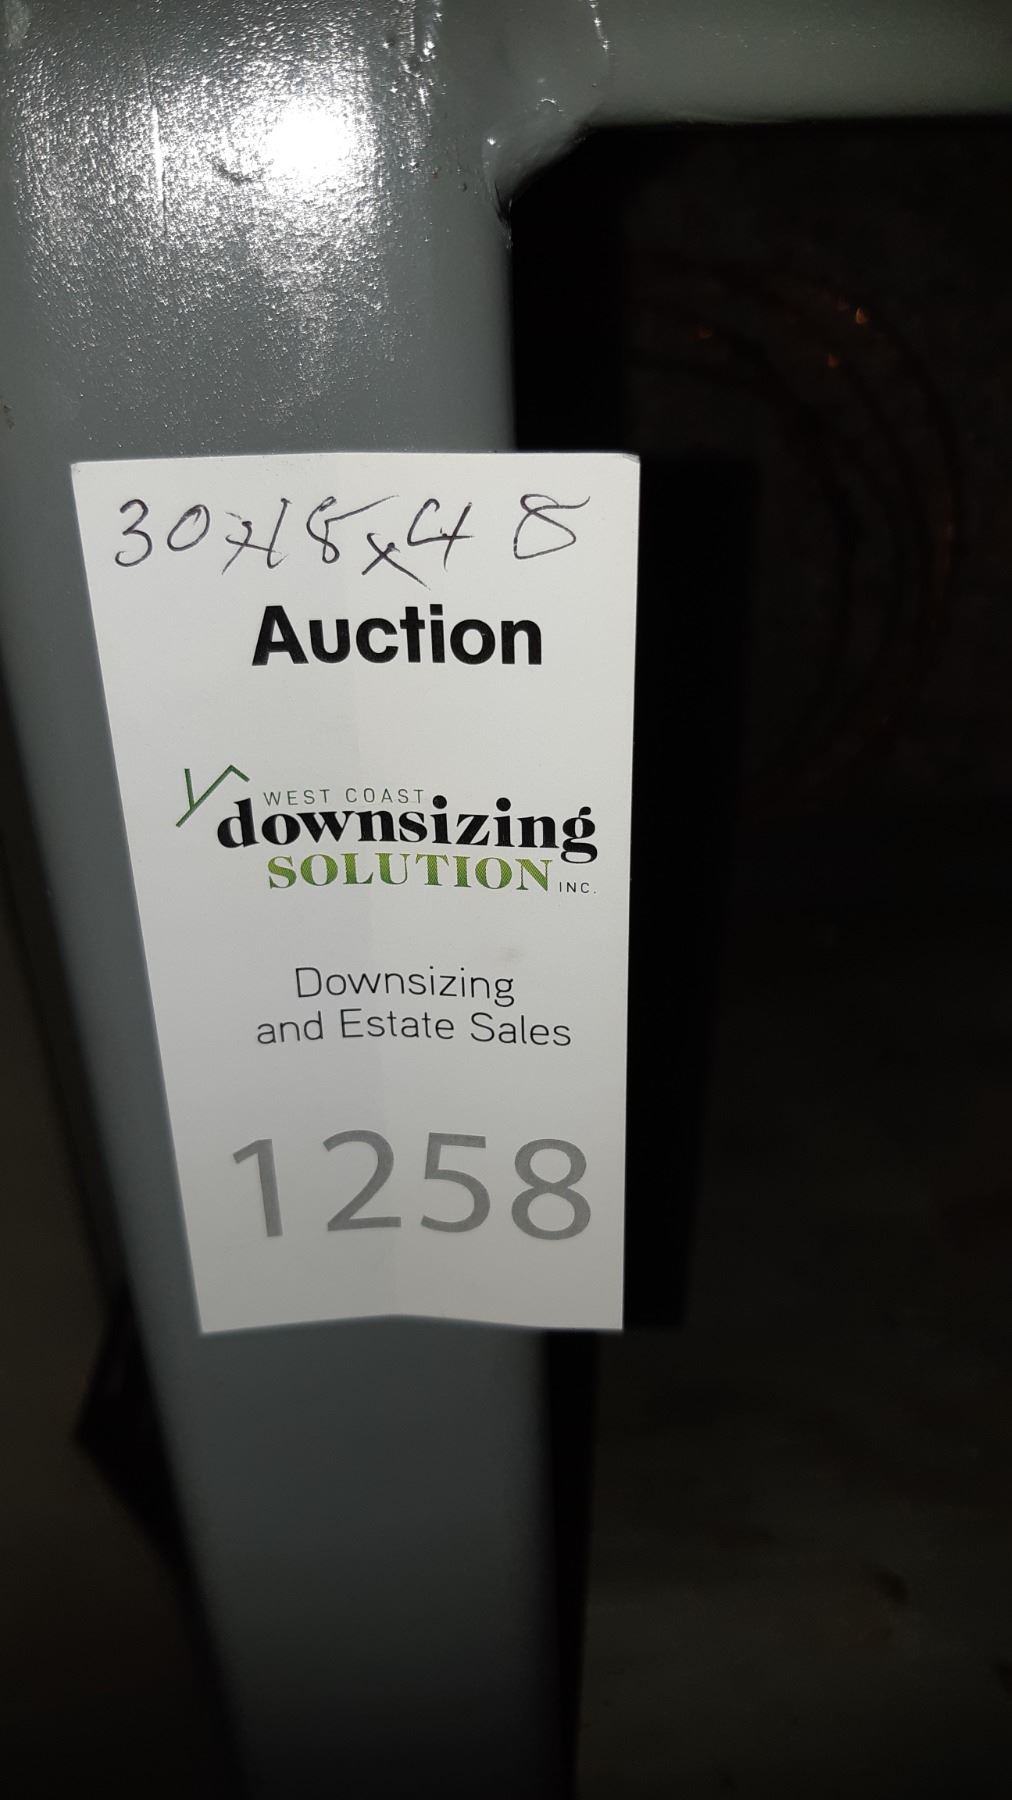 30x18x48
Auction
WEST COAST
downsizing
SOLUTION INC.
Downsizing
and Estate Sales
1258